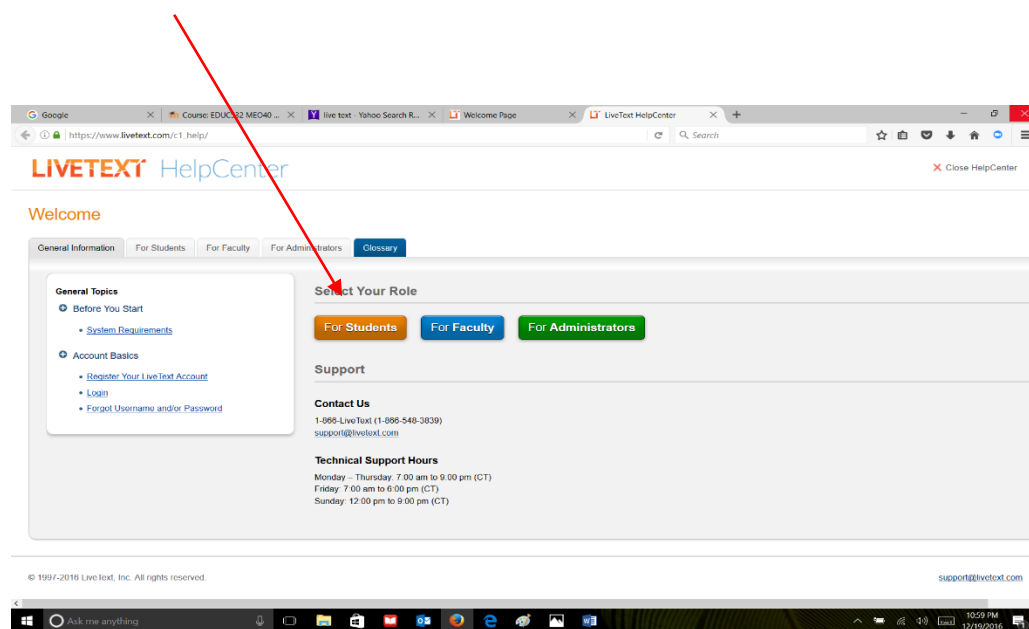 Google
Course: EDUC532 MEO40 ...
live text - Yahoo Search R...
Welcome Page
LiveText HelpCenter
https://www.livetext.com/c1_help/
Search
LIVETEXT HelpCenter
Close HelpCenter
Welcome
General Information
For Students
For Faculty
For Administrators
Glossary
General Topics
Before You Start
System Requirements
Account Basics
Register Your LiveText Account
Login
Forgot Username and/or Password
Select Your Role
For Students
For Faculty
For Administrators
Support
Contact Us
1-866-LiveText (1-866-548-3839)
support@livetext.com
Technical Support Hours
Monday – Thursday: 7:00 am to 9:00 pm (CT)
Friday: 7:00 am to 6:00 pm (CT)
Sunday: 12:00 pm to 9:00 pm (CT)
© 1997-2016 LiveText, Inc. All rights reserved.
support@livetext.com
Ask me anything
10:59 PM
12/19/2016